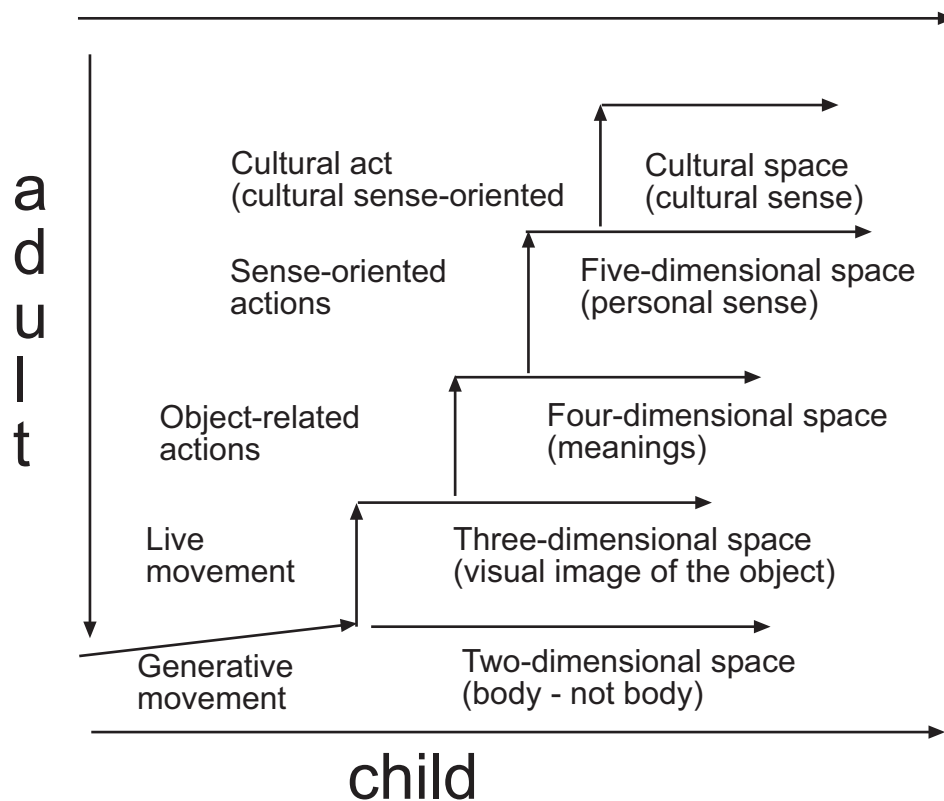 adult
Cultural act
(cultural sense-oriented
Cultural space
(cultural sense)
Sense-oriented
actions
Five-dimensional space
(personal sense)
Object-related
actions
Four-dimensional space
(meanings)
Live
movement
Three-dimensional space
(visual image of the object)
Generative
movement
Two-dimensional space
(body - not body)
child